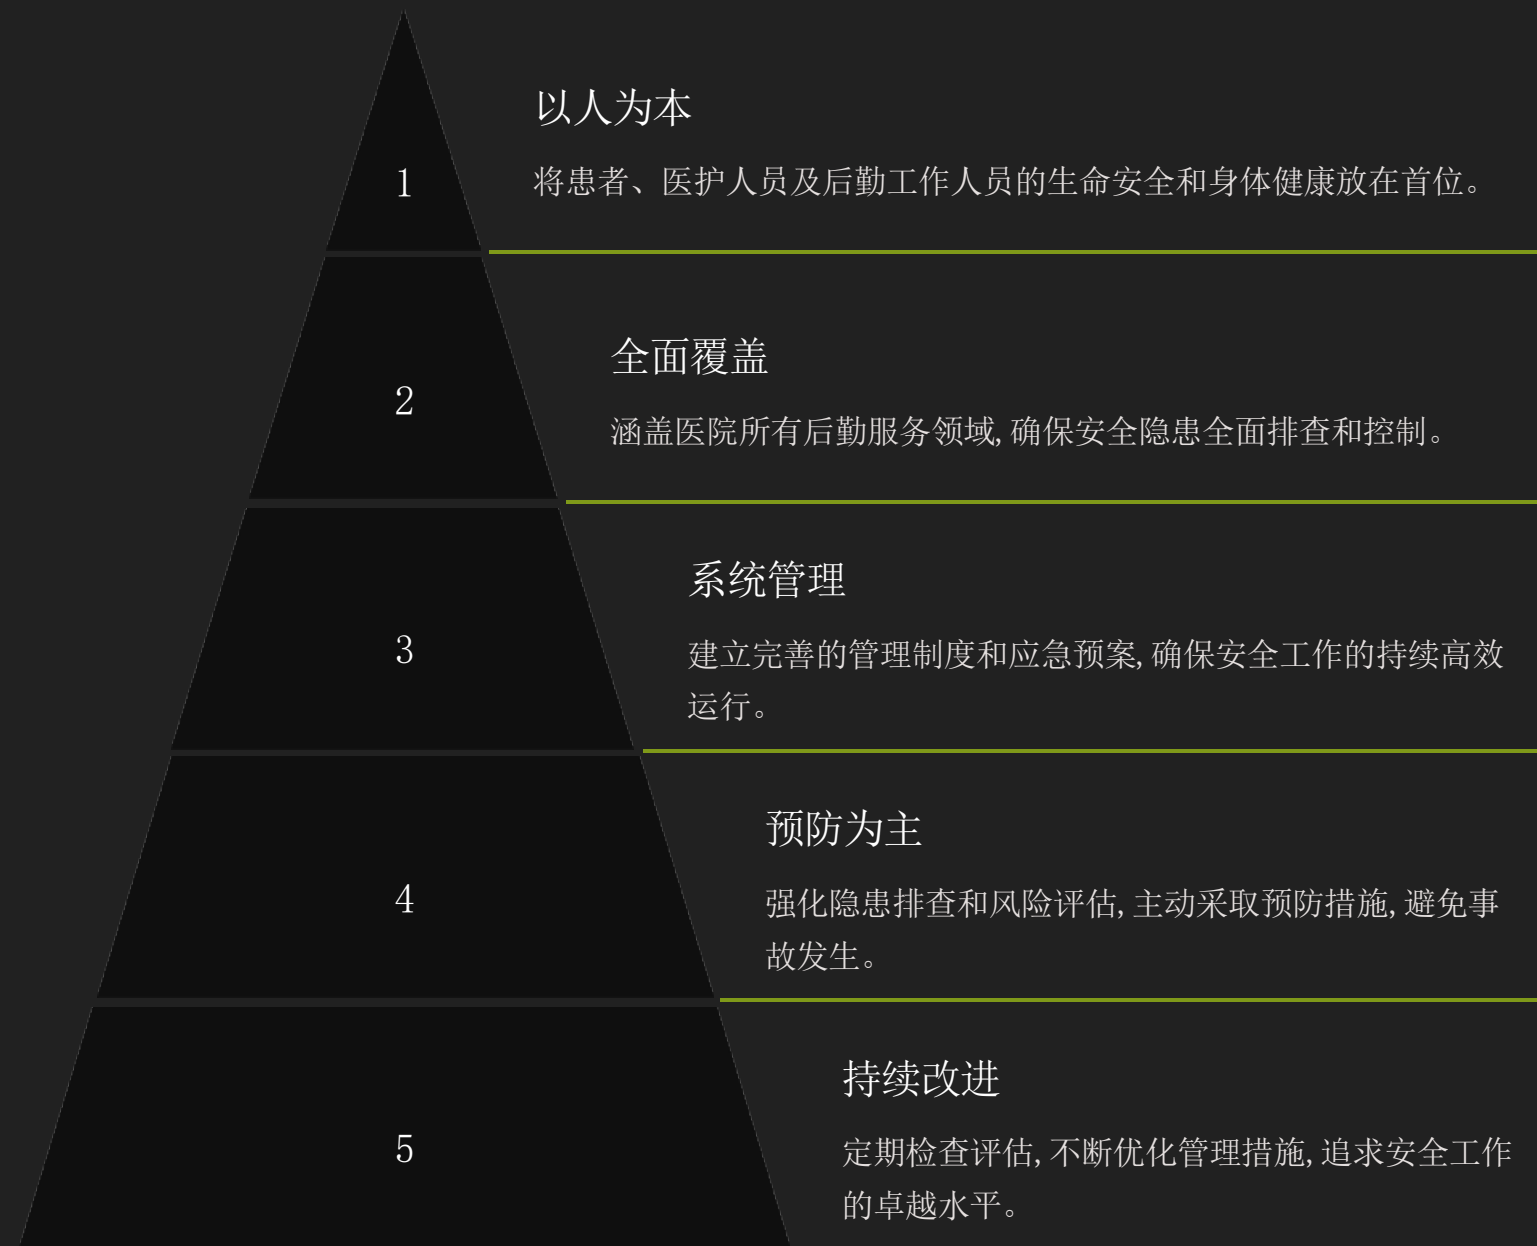 1
以人为本
将患者、医护人员及后勤工作人员的生命安全和身体健康放在首位。
2
全面覆盖
涵盖医院所有后勤服务领域, 确保安全隐患全面排查和控制。
3
系统管理
建立完善的管理制度和应急预案, 确保安全工作的持续高效
运行。
4
预防为主
强化隐患排查和风险评估, 主动采取预防措施, 避免事
故发生。
5
持续改进
定期检查评估, 不断优化管理措施, 追求安全工作
的卓越水平。